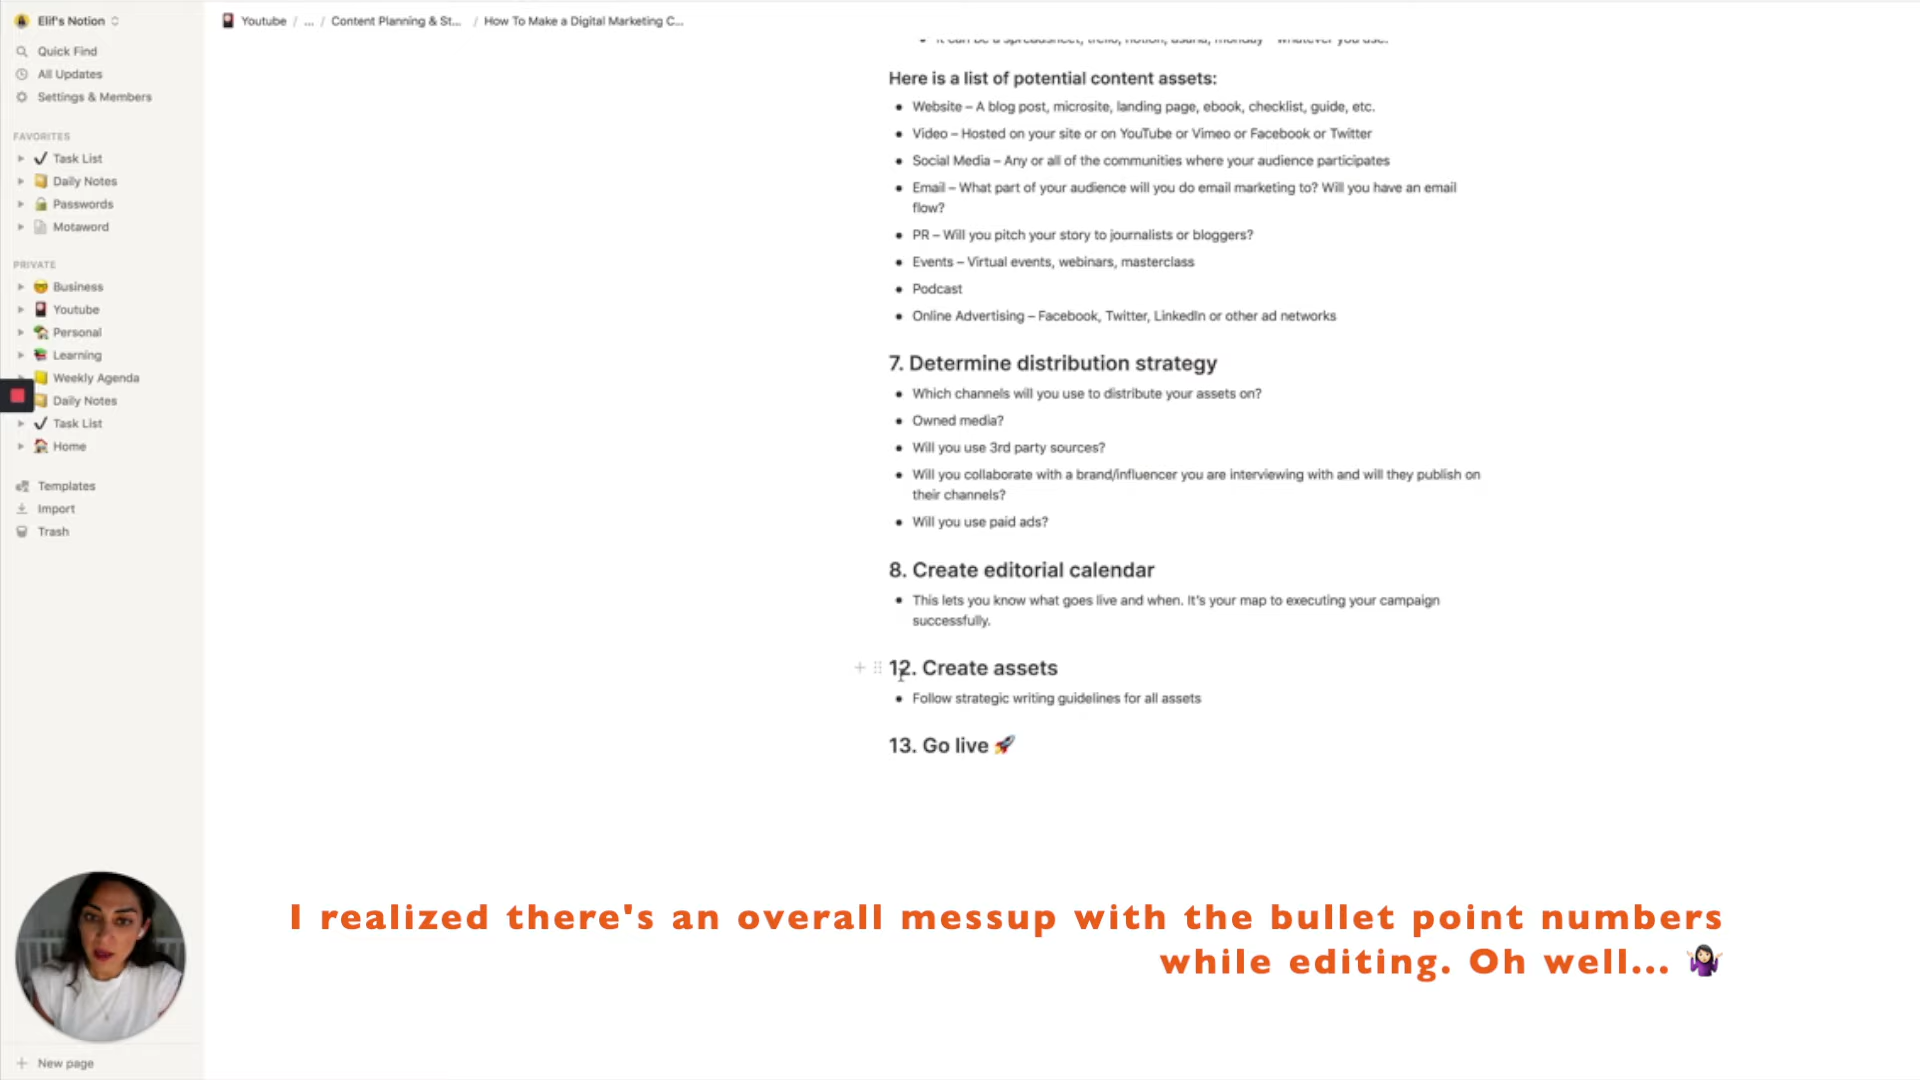 Elif's Notion
Quick Find
All Updates
Settings & Members
FAVORITES
Task List
Daily Notes
Passwords
Motaword
PRIVATE
Business
Youtube
Personal
Learning
Weekly Agenda
Daily Notes
Task List
Home
Templates
Import
Trash
New page
Youtube / ... / Content Planning & St... / How To Make a Digital Marketing C...
It can be a spreadsheet, trello, notion, asana, monday - whatever you use.
Here is a list of potential content assets:
• Website – A blog post, microsite, landing page, ebook, checklist, guide, etc.
• Video – Hosted on your site or on YouTube or Vimeo or Facebook or Twitter
• Social Media – Any or all of the communities where your audience participates
• Email – What part of your audience will you do email marketing to? Will you have an email
flow?
• PR – Will you pitch your story to journalists or bloggers?
• Events – Virtual events, webinars, masterclass
• Podcast
• Online Advertising – Facebook, Twitter, LinkedIn or other ad networks
7. Determine distribution strategy
• Which channels will you use to distribute your assets on?
• Owned media?
• Will you use 3rd party sources?
• Will you collaborate with a brand/influencer you are interviewing with and will they publish on
their channels?
• Will you use paid ads?
8. Create editorial calendar
• This lets you know what goes live and when. It's your map to executing your campaign
successfully.
12. Create assets
• Follow strategic writing guidelines for all assets
13. Go live 🚀
I realized there's an overall messup with the bullet point numbers
while editing. Oh well... 🤷🏻‍♀️